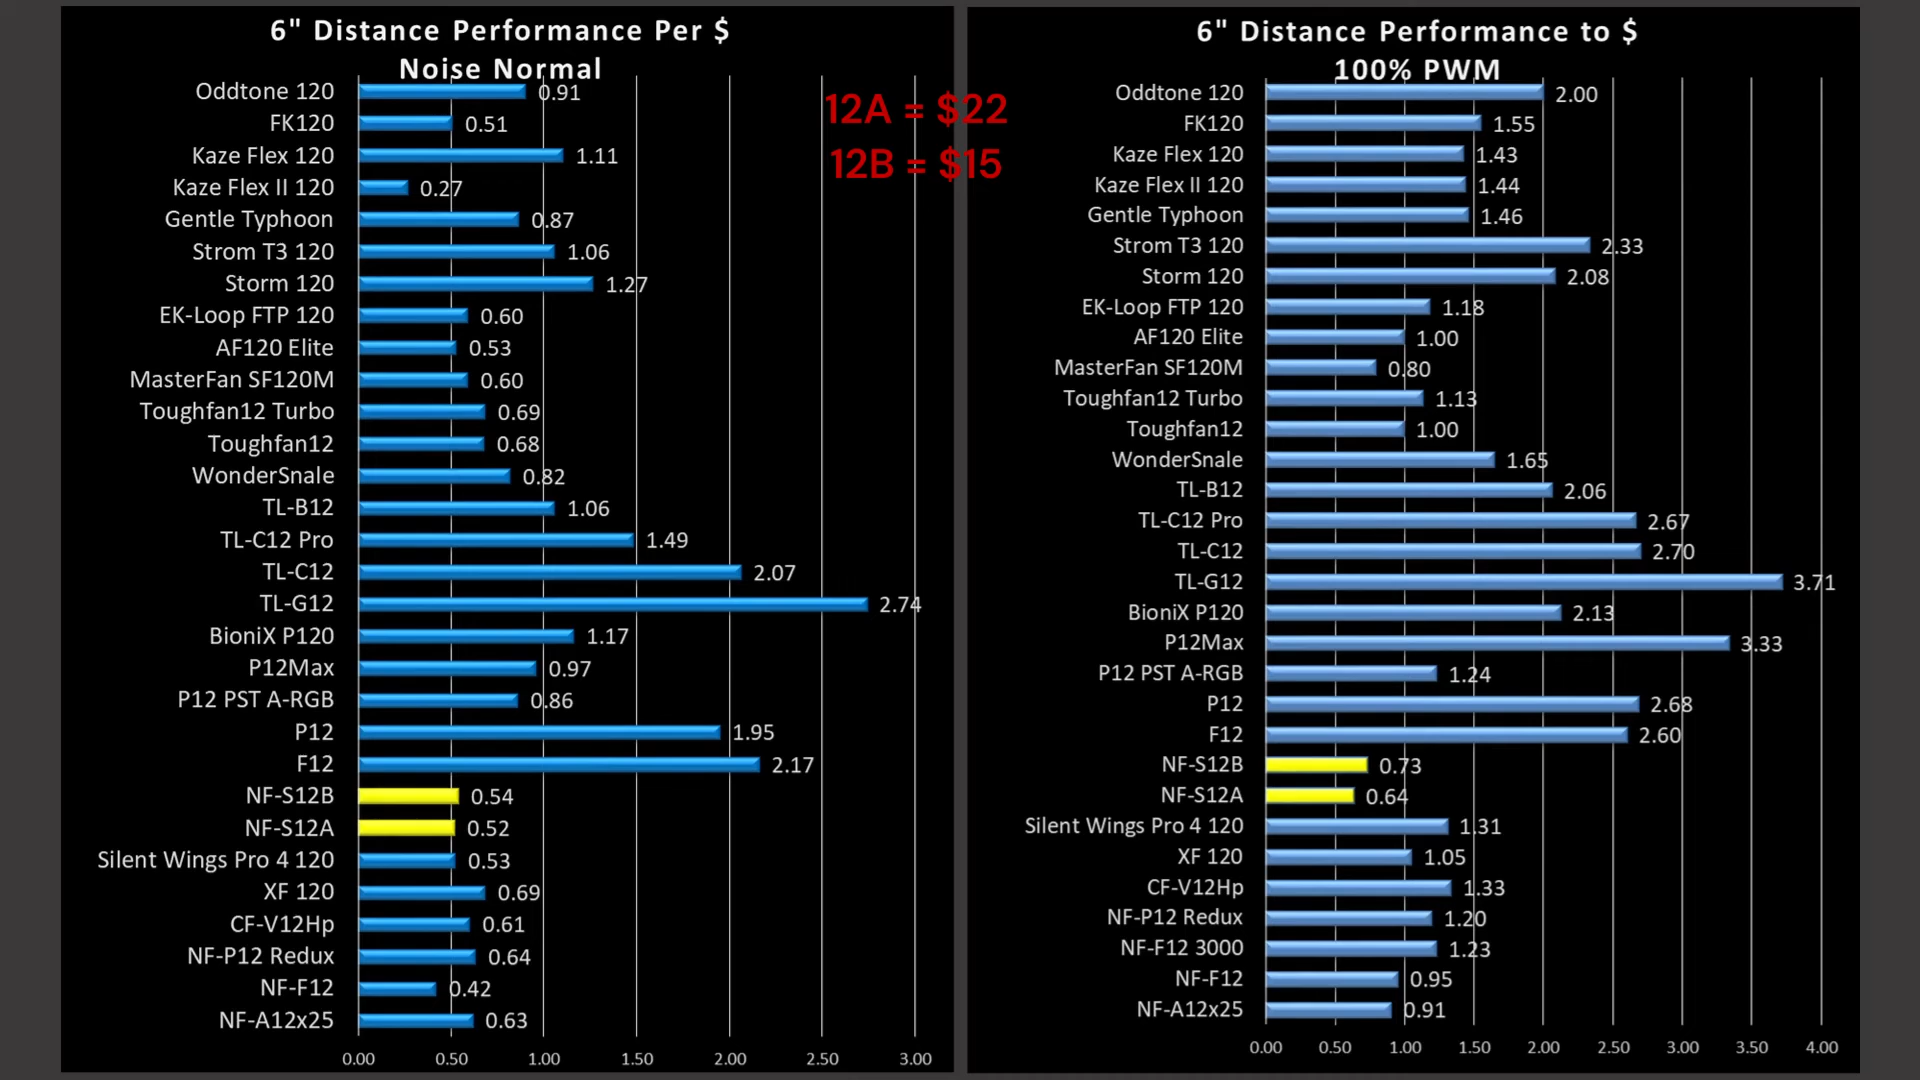 6" Distance Performance Per $
Noise Normal
Oddtone 120 0.91
FK120 0.51
Kaze Flex 120 1.11
Kaze Flex II 120 0.27
Gentle Typhoon 0.87
Strom T3 120 1.06
Storm 120 1.27
EK-Loop FTP 120 0.60
AF120 Elite 0.53
MasterFan SF120M 0.60
Toughfan12 Turbo 0.69
Toughfan12 0.68
WonderSnale 0.82
TL-B12 1.06
TL-C12 Pro 1.49
TL-C12 2.07
TL-G12 2.74
BioniX P120 1.17
P12Max 0.97
P12 PST A-RGB 0.86
P12 1.95
F12 2.17
NF-S12B 0.54
NF-S12A 0.52
Silent Wings Pro 4 120 0.53
XF 120 0.69
CF-V12Hp 0.61
NF-P12 Redux 0.64
NF-F12 0.42
NF-A12x25 0.63
0.00 0.50 1.00 1.50 2.00 2.50 3.00
12A = $22
12B = $15
6" Distance Performance to $
100% PWM
Oddtone 120 2.00
FK120 1.55
Kaze Flex 120 1.43
Kaze Flex II 120 1.44
Gentle Typhoon 1.46
Strom T3 120 2.33
Storm 120 2.08
EK-Loop FTP 120 1.18
AF120 Elite 1.00
MasterFan SF120M 0.80
Toughfan12 Turbo 1.13
Toughfan12 1.00
WonderSnale 1.65
TL-B12 2.06
TL-C12 Pro 2.67
TL-C12 2.70
TL-G12 3.71
BioniX P120 2.13
P12Max 3.33
P12 PST A-RGB 1.24
P12 2.68
F12 2.60
NF-S12B 0.73
NF-S12A 0.64
Silent Wings Pro 4 120 1.31
XF 120 1.05
CF-V12Hp 1.33
NF-P12 Redux 1.20
NF-F12 3000 1.23
NF-F12 0.95
NF-A12x25 0.91
0.00 0.50 1.00 1.50 2.00 2.50 3.00 3.50 4.00